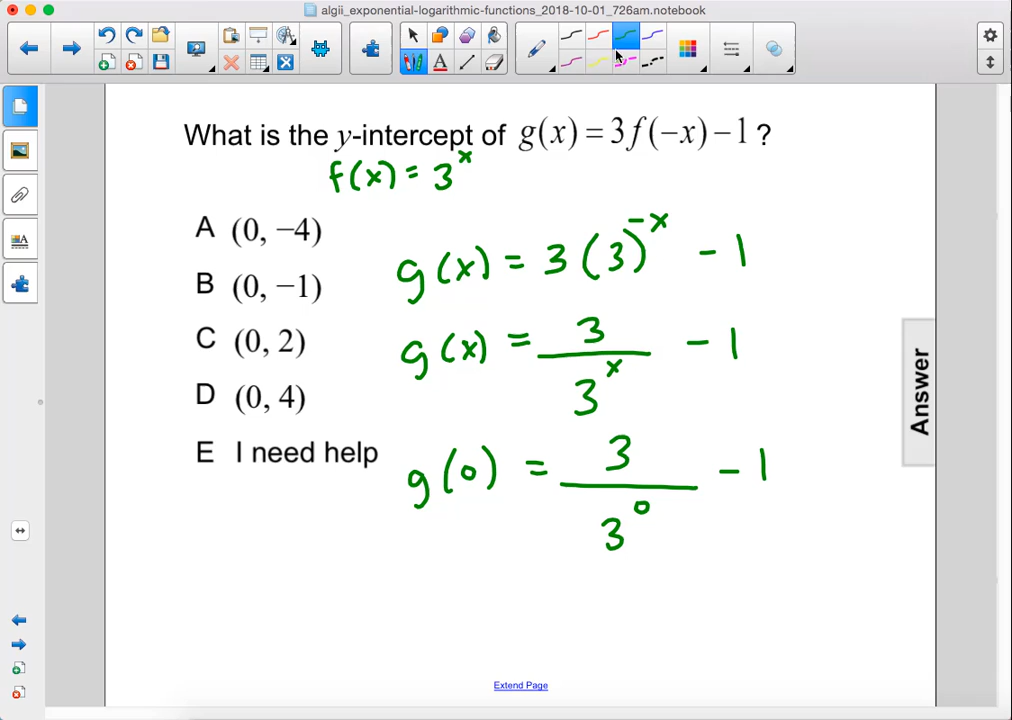 algii_exponential-logarithmic-functions_2018-10-01_726am.notebook
What is the y-intercept of g(x) = 3f(−x) − 1 ?
f(x) = 3^x
A (0, −4)
g(x) = 3(3)^-x - 1
B (0, −1)
C (0, 2)
g(x) = 3/3^x - 1
D (0, 4)
E I need help
g(0) = 3/3^0 - 1
Answer
Extend Page